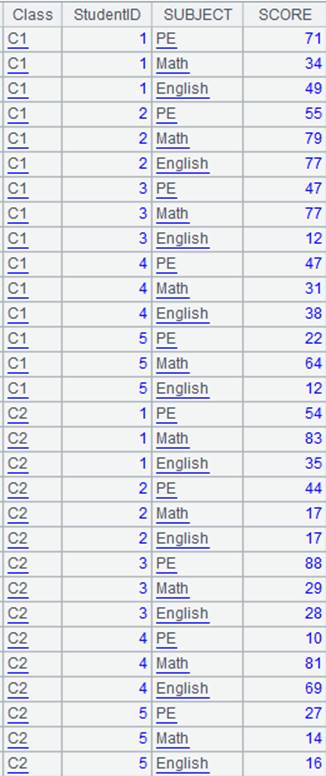 Class StudentID SUBJECT SCORE
C1 1 PE 71
C1 1 Math 34
C1 1 English 49
C1 2 PE 55
C1 2 Math 79
C1 2 English 77
C1 3 PE 47
C1 3 Math 77
C1 3 English 12
C1 4 PE 47
C1 4 Math 31
C1 4 English 38
C1 5 PE 22
C1 5 Math 64
C1 5 English 12
C2 1 PE 54
C2 1 Math 83
C2 1 English 35
C2 2 PE 44
C2 2 Math 17
C2 2 English 17
C2 3 PE 88
C2 3 Math 29
C2 3 English 28
C2 4 PE 10
C2 4 Math 81
C2 4 English 69
C2 5 PE 27
C2 5 Math 14
C2 5 English 16